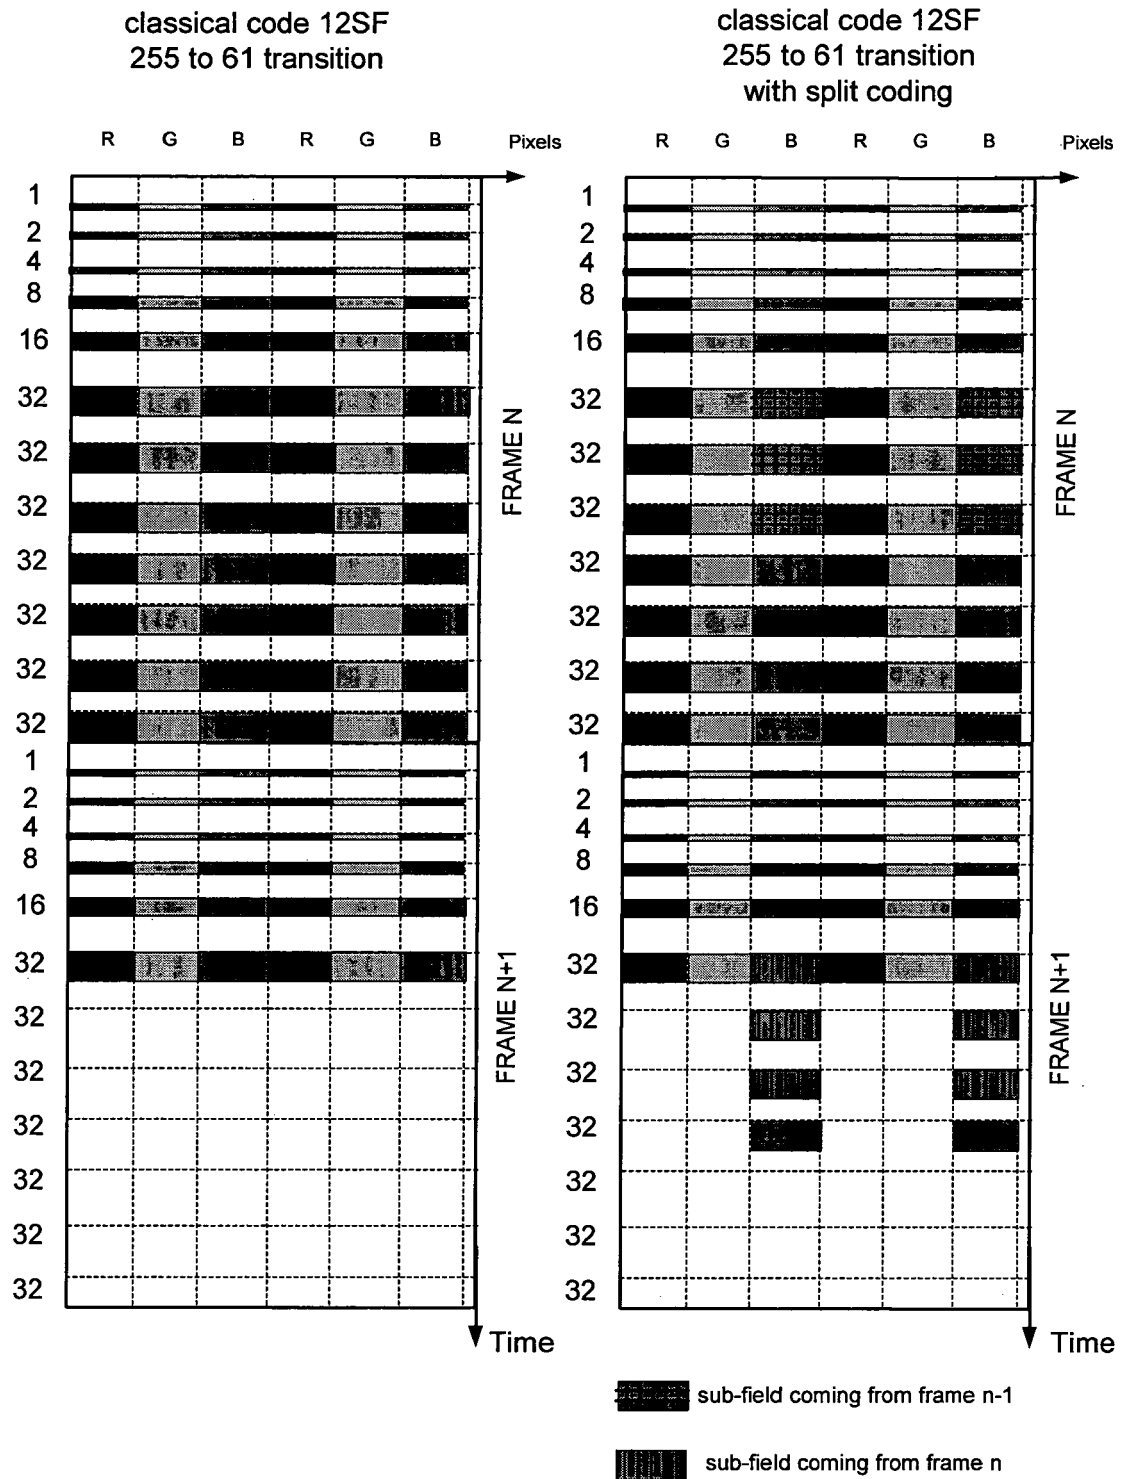 classical code 12SF
255 to 61 transition
classical code 12SF
255 to 61 transition
with split coding
R G B R G B Pixels
R G B R G B Pixels
1 1
2 2
4 4
8 8
16 16
32 32
32 32
32 32
32 32
32 32
32 32
32 32
FRAME N
FRAME N
1 1
2 2
4 4
8 8
16 16
32 32
32 32
32 32
32 32
32 32
32 32
32 32
FRAME N+1
FRAME N+1
Time
Time
sub-field coming from frame n-1
sub-field coming from frame n